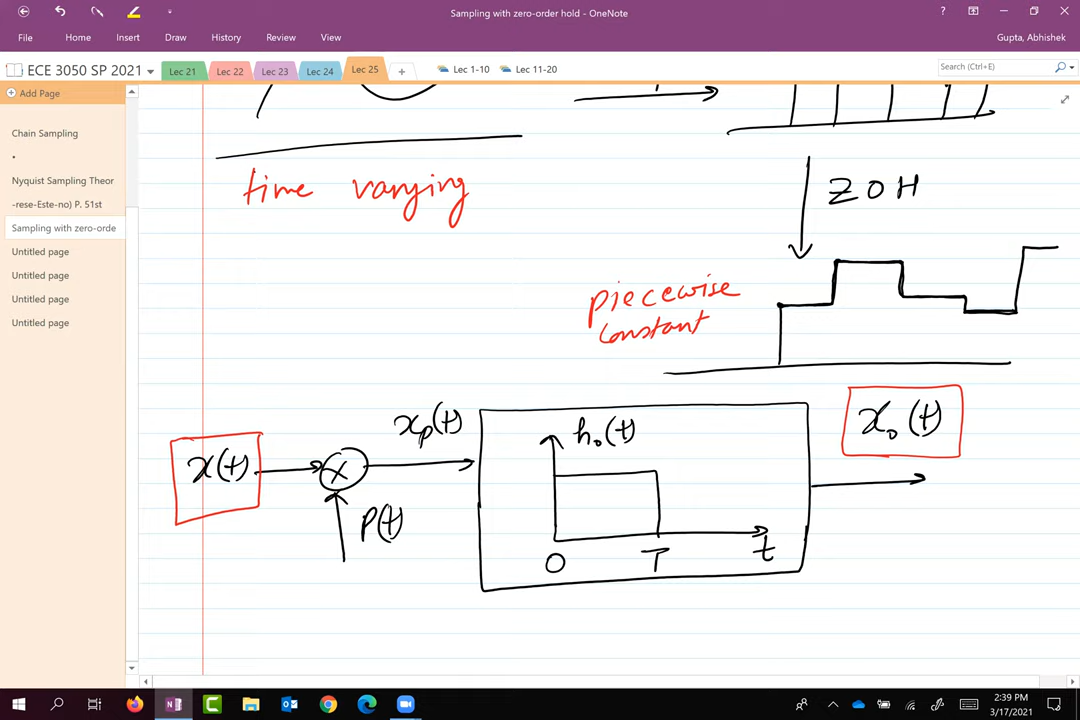 Sampling with zero-order hold - OneNote
?
Gupta, Abhishek
File Home Insert Draw History Review View
ECE 3050 SP 2021
Lec 21 Lec 22 Lec 23 Lec 24 Lec 25 + Lec 1-10 Lec 11-20
Search (Ctrl+E)
Add Page
Chain Sampling
Nyquist Sampling Theor
-rese-Este-no) P. 51st
Sampling with zero-orde
Untitled page
Untitled page
Untitled page
Untitled page
time varying
ZOH
piecewise
constant
x(t)
X
p(t)
xp(t)
h₀(t)
0 T t
x₀(t)
2:39 PM
3/17/2021